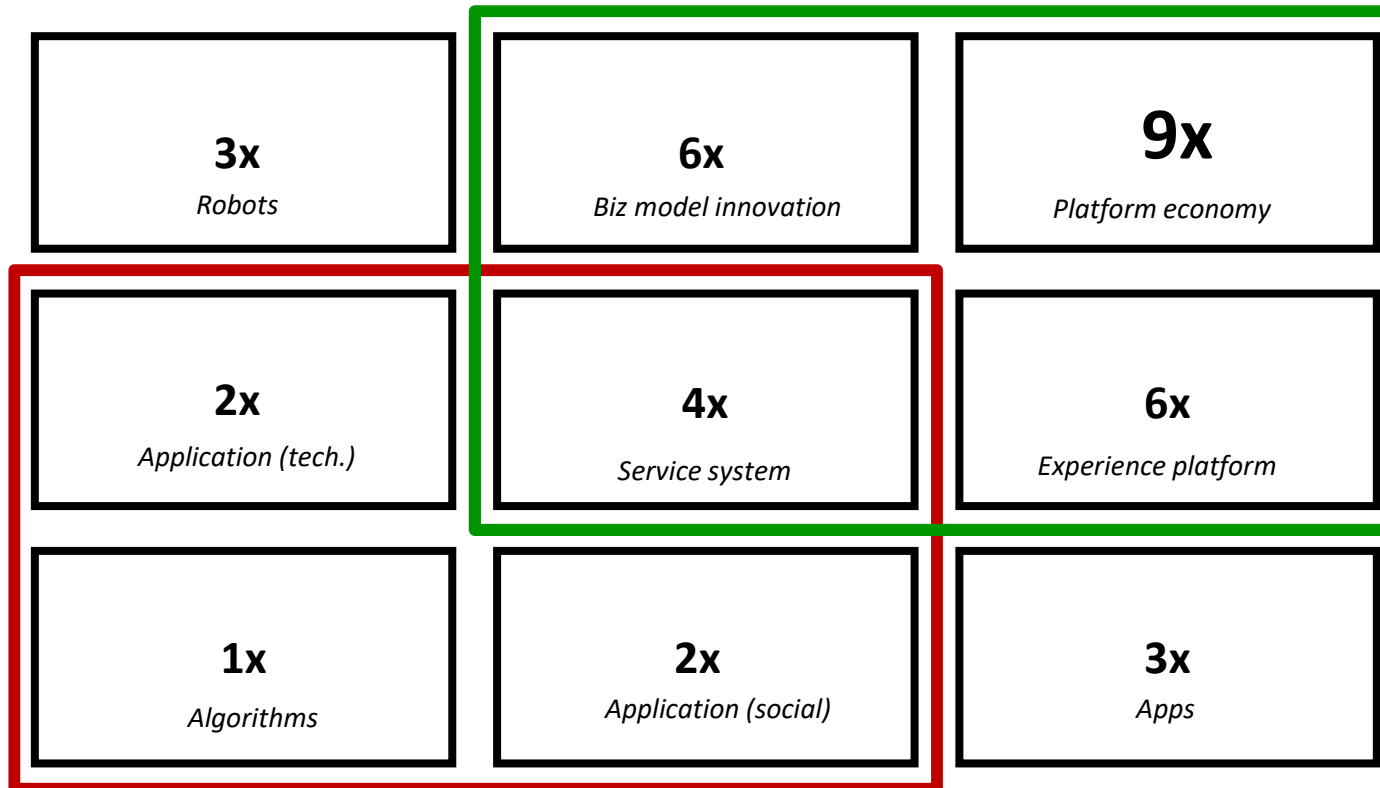 3x
Robots
6x
Biz model innovation
9x
Platform economy
2x
Application (tech.)
4x
Service system
6x
Experience platform
1x
Algorithms
2x
Application (social)
3x
Apps